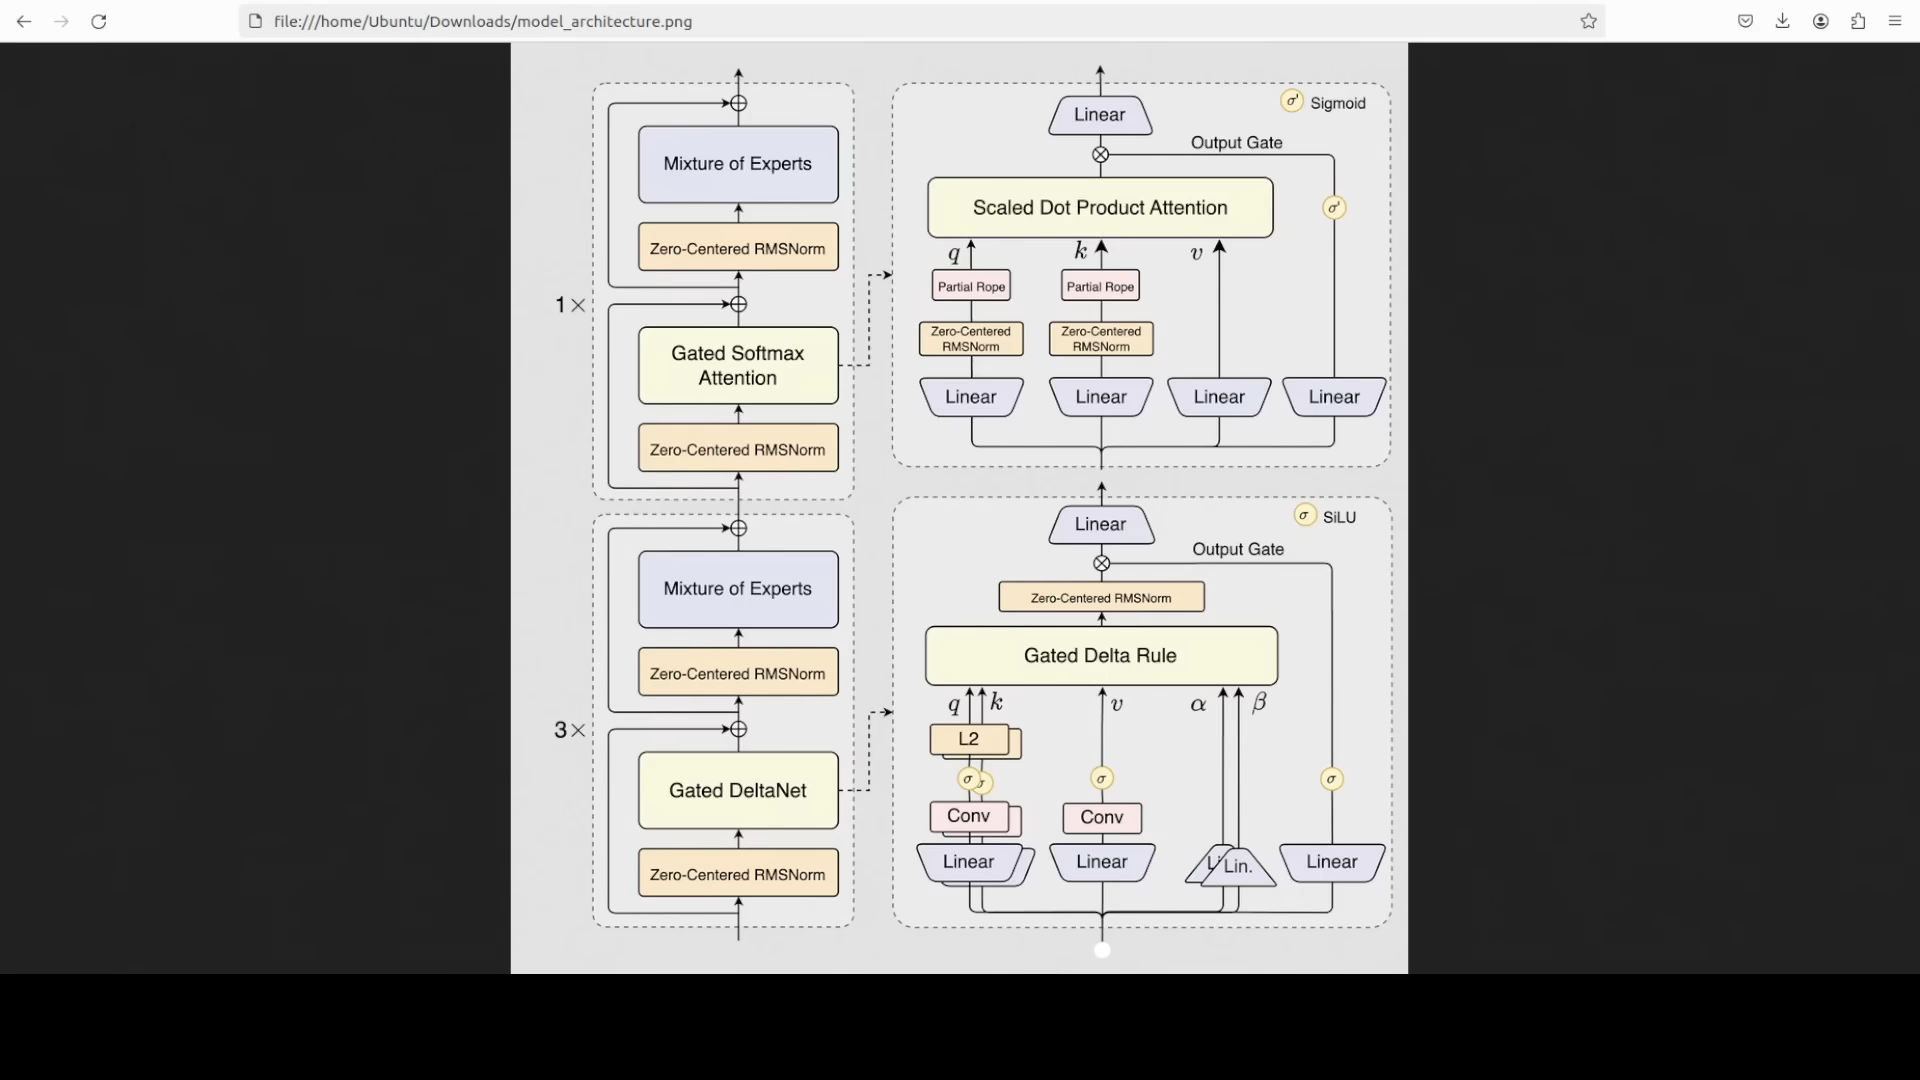 file:///home/Ubuntu/Downloads/model_architecture.png
Mixture of Experts
Zero-Centered RMSNorm
1×
Gated Softmax
Attention
Zero-Centered RMSNorm
Mixture of Experts
Zero-Centered RMSNorm
3×
Gated DeltaNet
Zero-Centered RMSNorm
σ' Sigmoid
Linear
Output Gate
Scaled Dot Product Attention
σ'
q k v
Partial Rope Partial Rope
Zero-Centered
RMSNorm
Zero-Centered
RMSNorm
Linear Linear Linear Linear
σ SiLU
Linear
Output Gate
Zero-Centered RMSNorm
Gated Delta Rule
q k v α β
L2
σ σ σ σ
Conv Conv
Linear Linear Lin. Linear